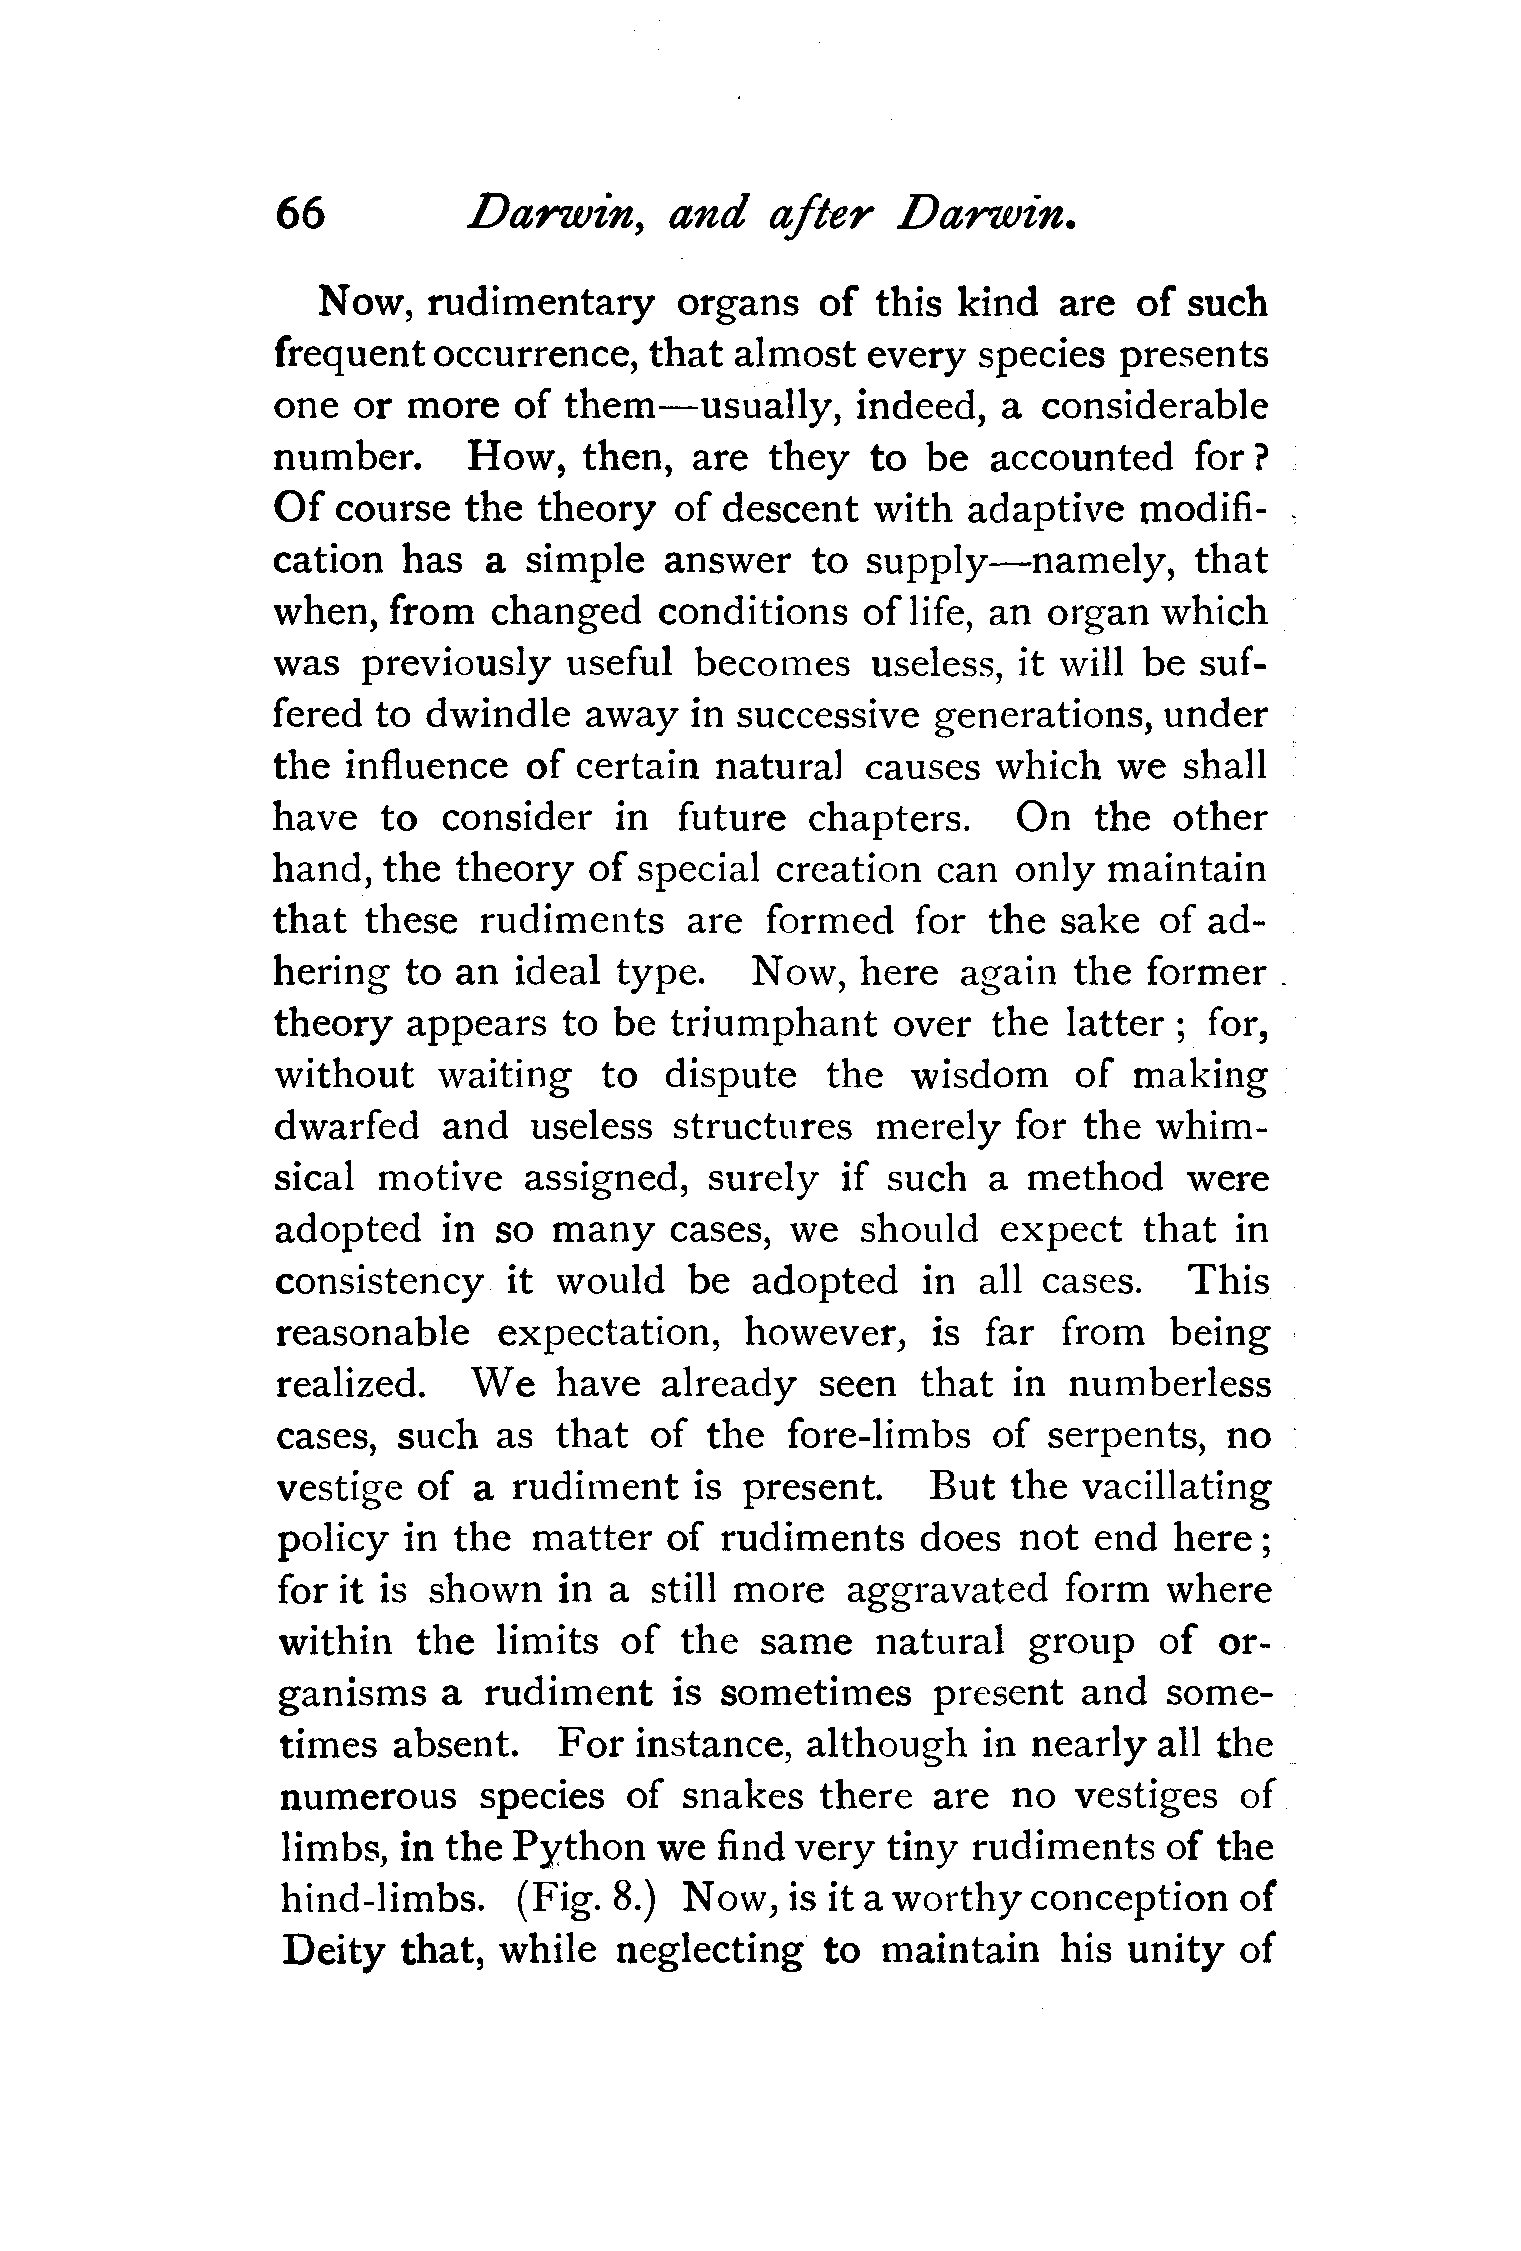 66 Darwin, and after Darwin.
Now, rudimentary organs of this kind are of such
frequent occurrence, that almost every species presents
one or more of them—usually, indeed, a considerable
number. How, then, are they to be accounted for?
Of course the theory of descent with adaptive modifi-
cation has a simple answer to supply—namely, that
when, from changed conditions of life, an organ which
was previously useful becomes useless, it will be suf-
fered to dwindle away in successive generations, under
the influence of certain natural causes which we shall
have to consider in future chapters. On the other
hand, the theory of special creation can only maintain
that these rudiments are formed for the sake of ad-
hering to an ideal type. Now, here again the former
theory appears to be triumphant over the latter; for,
without waiting to dispute the wisdom of making
dwarfed and useless structures merely for the whim-
sical motive assigned, surely if such a method were
adopted in so many cases, we should expect that in
consistency it would be adopted in all cases. This
reasonable expectation, however, is far from being
realized. We have already seen that in numberless
cases, such as that of the fore-limbs of serpents, no
vestige of a rudiment is present. But the vacillating
policy in the matter of rudiments does not end here;
for it is shown in a still more aggravated form where
within the limits of the same natural group of or-
ganisms a rudiment is sometimes present and some-
times absent. For instance, although in nearly all the
numerous species of snakes there are no vestiges of
limbs, in the Python we find very tiny rudiments of the
hind-limbs. (Fig. 8.) Now, is it a worthy conception of
Deity that, while neglecting to maintain his unity of